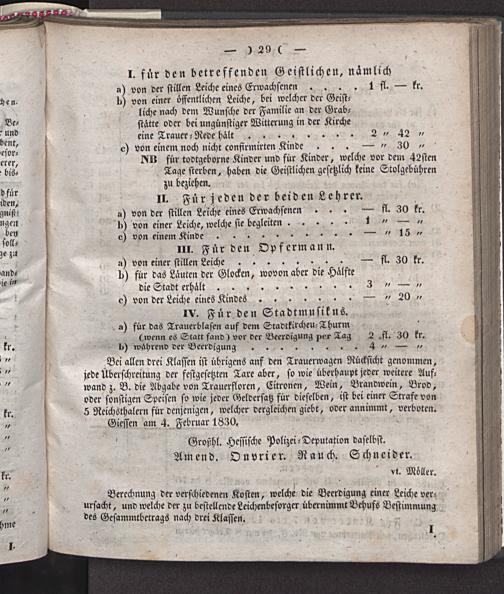 — ) 29 ( —
I. für den betreffenden Geistlichen, nämlich
a) von der stillen Leiche eines Erwachsenen . . . . 1 fl. — kr.
b) von einer öffentlichen Leiche, bei welcher der Geist-
liche nach dem Wunsche der Familie an der Grab-
stätte oder bei ungünstiger Witterung in der Kirche
eine Trauer-Rede hält . . . . . . . . 2 „ 42 „
c) von einem noch nicht confirmirten Kinde . . . — „ 30 „
NB für todtgeborne Kinder und für Kinder, welche vor dem 42sten
Tage sterben, haben die Geistlichen gesetzlich keine Stolgebühren
zu beziehen.
II. Für jeden der beiden Lehrer.
a) von der stillen Leiche eines Erwachsenen . . . — fl. 30 kr.
b) von einer Leiche, welche sie begleiten . . . . 1 „ — „
c) von einem Kinde . . . . . . . . — „ 15 „
III. Für den Opfermann.
a) von einer stillen Leiche . . . . . . . — fl. 30 kr.
b) für das Läuten der Glocken, wovon aber die Hälfte
die Stadt erhält . . . . . . . . 3 „ — „
c) von der Leiche eines Kindes . . . . . . — „ 20 „
IV. Für den Stadtmusikus.
a) für das Trauerblasen auf dem Stadtkirchen-Thurm
(wenn es Statt fand) vor der Beerdigung per Tag 2 fl. 30 kr.
b) während der Beerdigung . . . . . . 4 „ — „
Bei allen drei Klassen ist übrigens auf den Trauerwagen Rücksicht genommen,
jede Überschreitung der festgesetzten Taxe aber, so wie überhaupt jeder weitere Auf-
wand z. B. die Abgabe von Trauerfloren, Citronen, Wein, Brandwein, Brod,
oder sonstigen Speisen so wie jeder Geldersatz für dieselben, ist bei einer Strafe von
5 Reichsthalern für denjenigen, welcher dergleichen giebt, oder annimmt, verboten.
Giessen am 4. Februar 1830.
Großhl. Hessische Polizei-Deputation daselbst.
Amend. Ouvrier. Rauch. Schneider.
vt. Möller.
Berechnung der verschiedenen Kosten, welche die Beerdigung einer Leiche ver-
ursacht, und welche der zu bestellende Leichenbesorger übernimmt Behufs Bestimmung
des Gesammtbetrags nach drei Klassen.
I